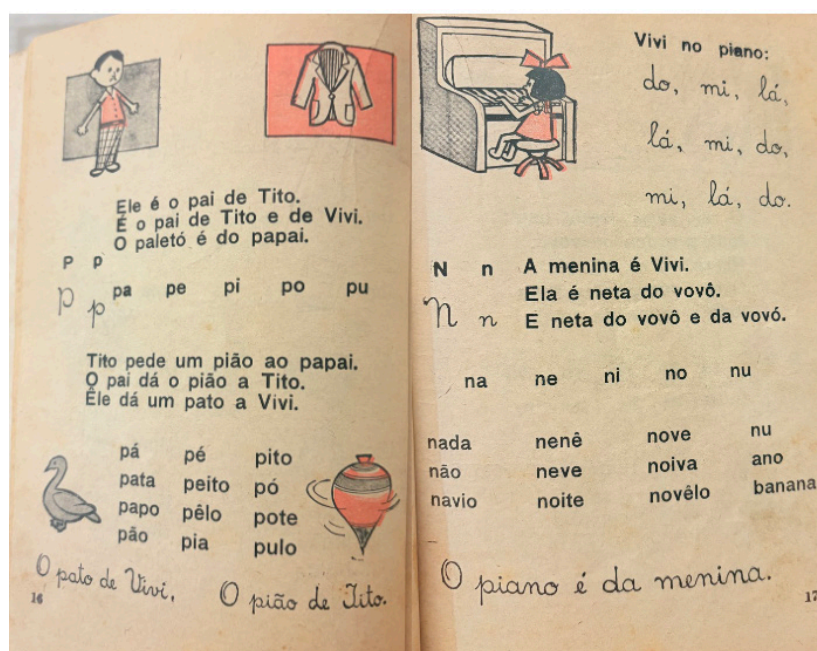 Ele é o pai de Tito.
É o pai de Tito e de Vivi.
O paletó é do papai.
P p
P p pa pe pi po pu
Tito pede um pião ao papai.
O pai dá o pião a Tito.
Êle dá um pato a Vivi.
pá pé pito
pata peito pó
papo pêlo pote
pão pia pulo
O pato de Vivi. O pião de Tito.
16
Vivi no piano:
do, mi, lá,
lá, mi, do,
mi, lá, do.
N n A menina é Vivi.
Ela é neta do vovô.
N n E neta do vovô e da vovó.
na ne ni no nu
nada nenê nove nu
não neve noiva ano
navio noite novêlo banana
O piano é da menina.
17